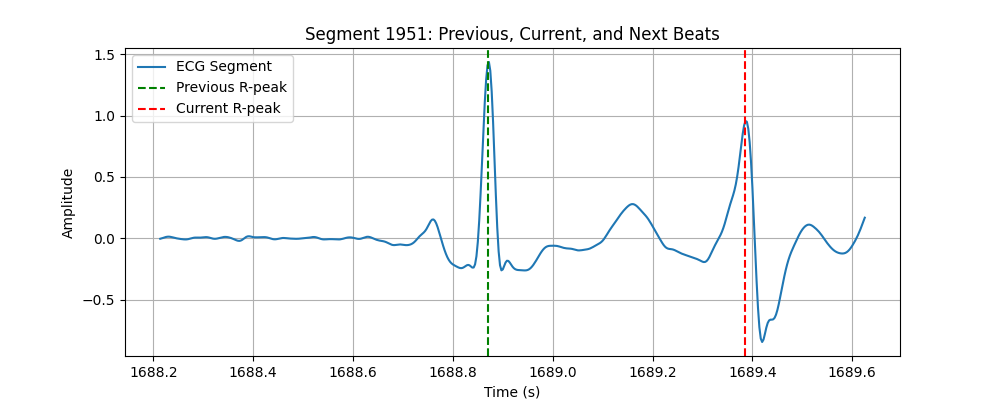 Segment 1951: Previous, Current, and Next Beats
1.5
1.0
0.5
0.0
−0.5
Amplitude
ECG Segment
Previous R-peak
Current R-peak
1688.2 1688.4 1688.6 1688.8 1689.0 1689.2 1689.4 1689.6
Time (s)